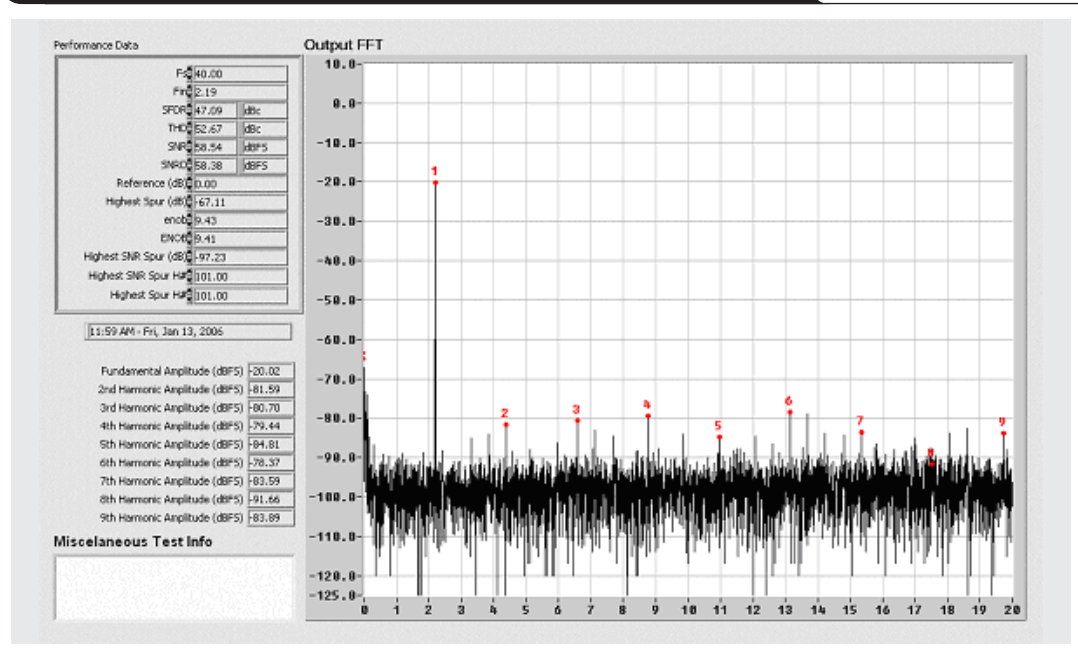 Performance Data
Fs 40.00
Fin 2.19
SFDR 47.09 dBc
THD 52.67 dBc
SNR 58.54 dBFS
SNRD 58.38 dBFS
Reference (dB) 0.00
Highest Spur (dB) -67.11
enob 9.43
ENOB 9.41
Highest SNR Spur (dB) -97.23
Highest SNR Spur H# 101.00
Highest Spur H# 101.00
11:59 AM - Fri, Jan 13, 2006
Fundamental Amplitude (dBFS) -20.02
2nd Harmonic Amplitude (dBFS) -81.59
3rd Harmonic Amplitude (dBFS) -80.70
4th Harmonic Amplitude (dBFS) -79.44
5th Harmonic Amplitude (dBFS) -84.81
6th Harmonic Amplitude (dBFS) -78.37
7th Harmonic Amplitude (dBFS) -83.59
8th Harmonic Amplitude (dBFS) -91.66
9th Harmonic Amplitude (dBFS) -83.89
Miscelaneous Test Info
Output FFT
10.0
0.0
-10.0
-20.0
-30.0
-40.0
-50.0
-60.0
-70.0
-80.0
-90.0
-100.0
-110.0
-120.0
-125.0
1
2
3
4
5
6
7
8
9
0 1 2 3 4 5 6 7 8 9 10 11 12 13 14 15 16 17 18 19 20